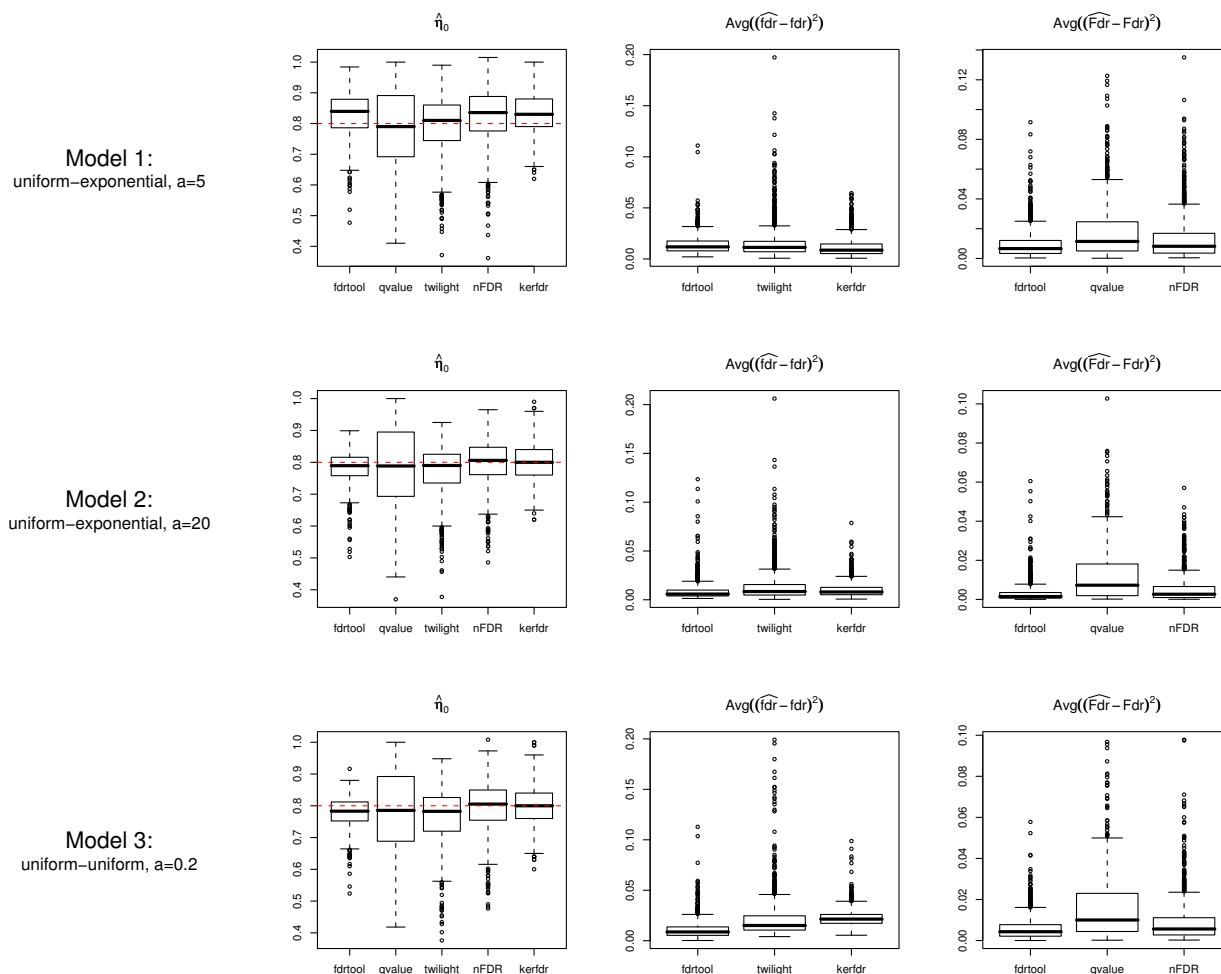 η̂₀
Avg((f̂dr−fdr)²)
Avg((F̂dr−Fdr)²)
Model 1:
uniform−exponential, a=5
0.4 0.5 0.6 0.7 0.8 0.9 1.0
fdrtool qvalue twilight nFDR kerfdr
0.00 0.05 0.10 0.15 0.20
fdrtool twilight kerfdr
0.00 0.04 0.08 0.12
fdrtool qvalue nFDR
η̂₀
Avg((f̂dr−fdr)²)
Avg((F̂dr−Fdr)²)
Model 2:
uniform−exponential, a=20
0.4 0.5 0.6 0.7 0.8 0.9 1.0
fdrtool qvalue twilight nFDR kerfdr
0.00 0.05 0.10 0.15 0.20
fdrtool twilight kerfdr
0.00 0.02 0.04 0.06 0.08 0.10
fdrtool qvalue nFDR
η̂₀
Avg((f̂dr−fdr)²)
Avg((F̂dr−Fdr)²)
Model 3:
uniform−uniform, a=0.2
0.4 0.5 0.6 0.7 0.8 0.9 1.0
fdrtool qvalue twilight nFDR kerfdr
0.00 0.05 0.10 0.15 0.20
fdrtool twilight kerfdr
0.00 0.02 0.04 0.06 0.08 0.10
fdrtool qvalue nFDR